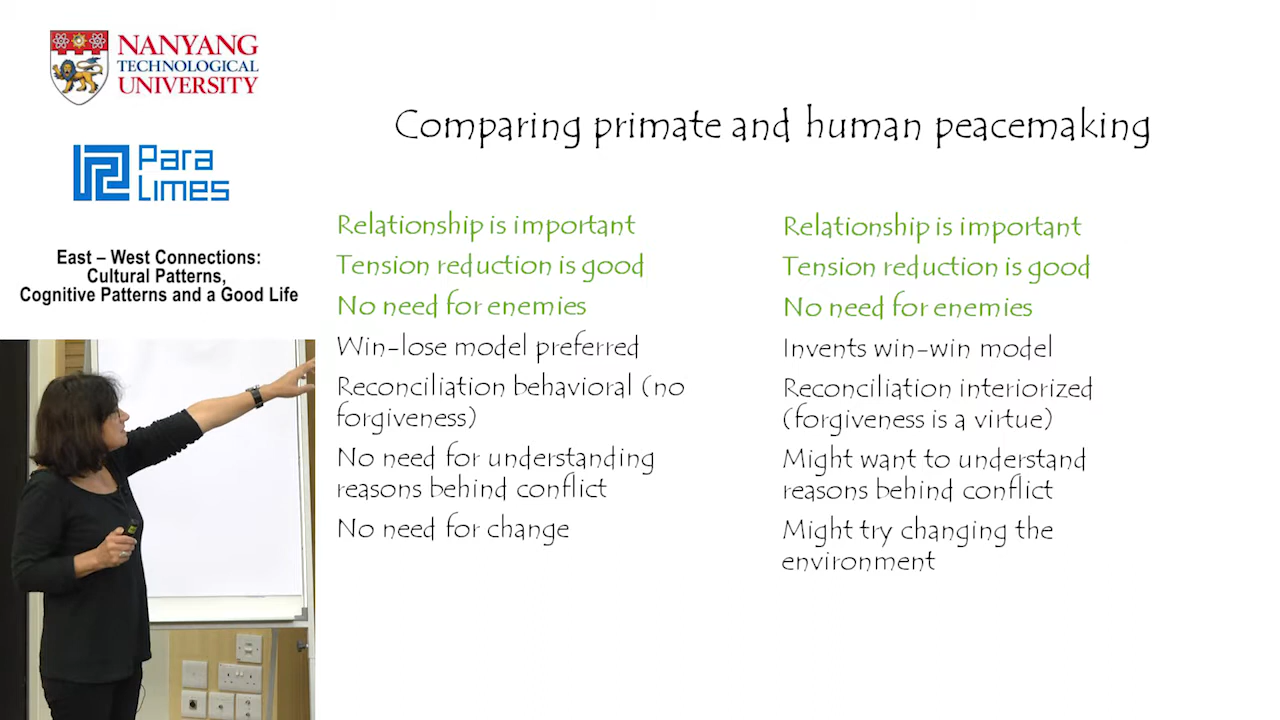 NANYANG
TECHNOLOGICAL
UNIVERSITY
Para
Limes
East – West Connections:
Cultural Patterns,
Cognitive Patterns and a Good Life
Comparing primate and human peacemaking
Relationship is important
Tension reduction is good
No need for enemies
Win-lose model preferred
Reconciliation behavioral (no
forgiveness)
No need for understanding
reasons behind conflict
No need for change
Relationship is important
Tension reduction is good
No need for enemies
Invents win-win model
Reconciliation interiorized
(forgiveness is a virtue)
Might want to understand
reasons behind conflict
Might try changing the
environment